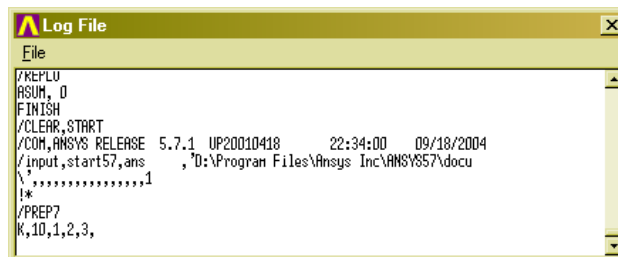 Log File
File
/REPLO
ASUM, 0
FINISH
/CLEAR,START
/COM,ANSYS RELEASE  5.7.1  UP20010418       22:34:00    09/18/2004
/input,start57,ans     ,'D:\Program Files\Ansys Inc\ANSYS57\docu
\',,,,,,,,,,,,,,,,,1
!*
/PREP7
K,10,1,2,3,